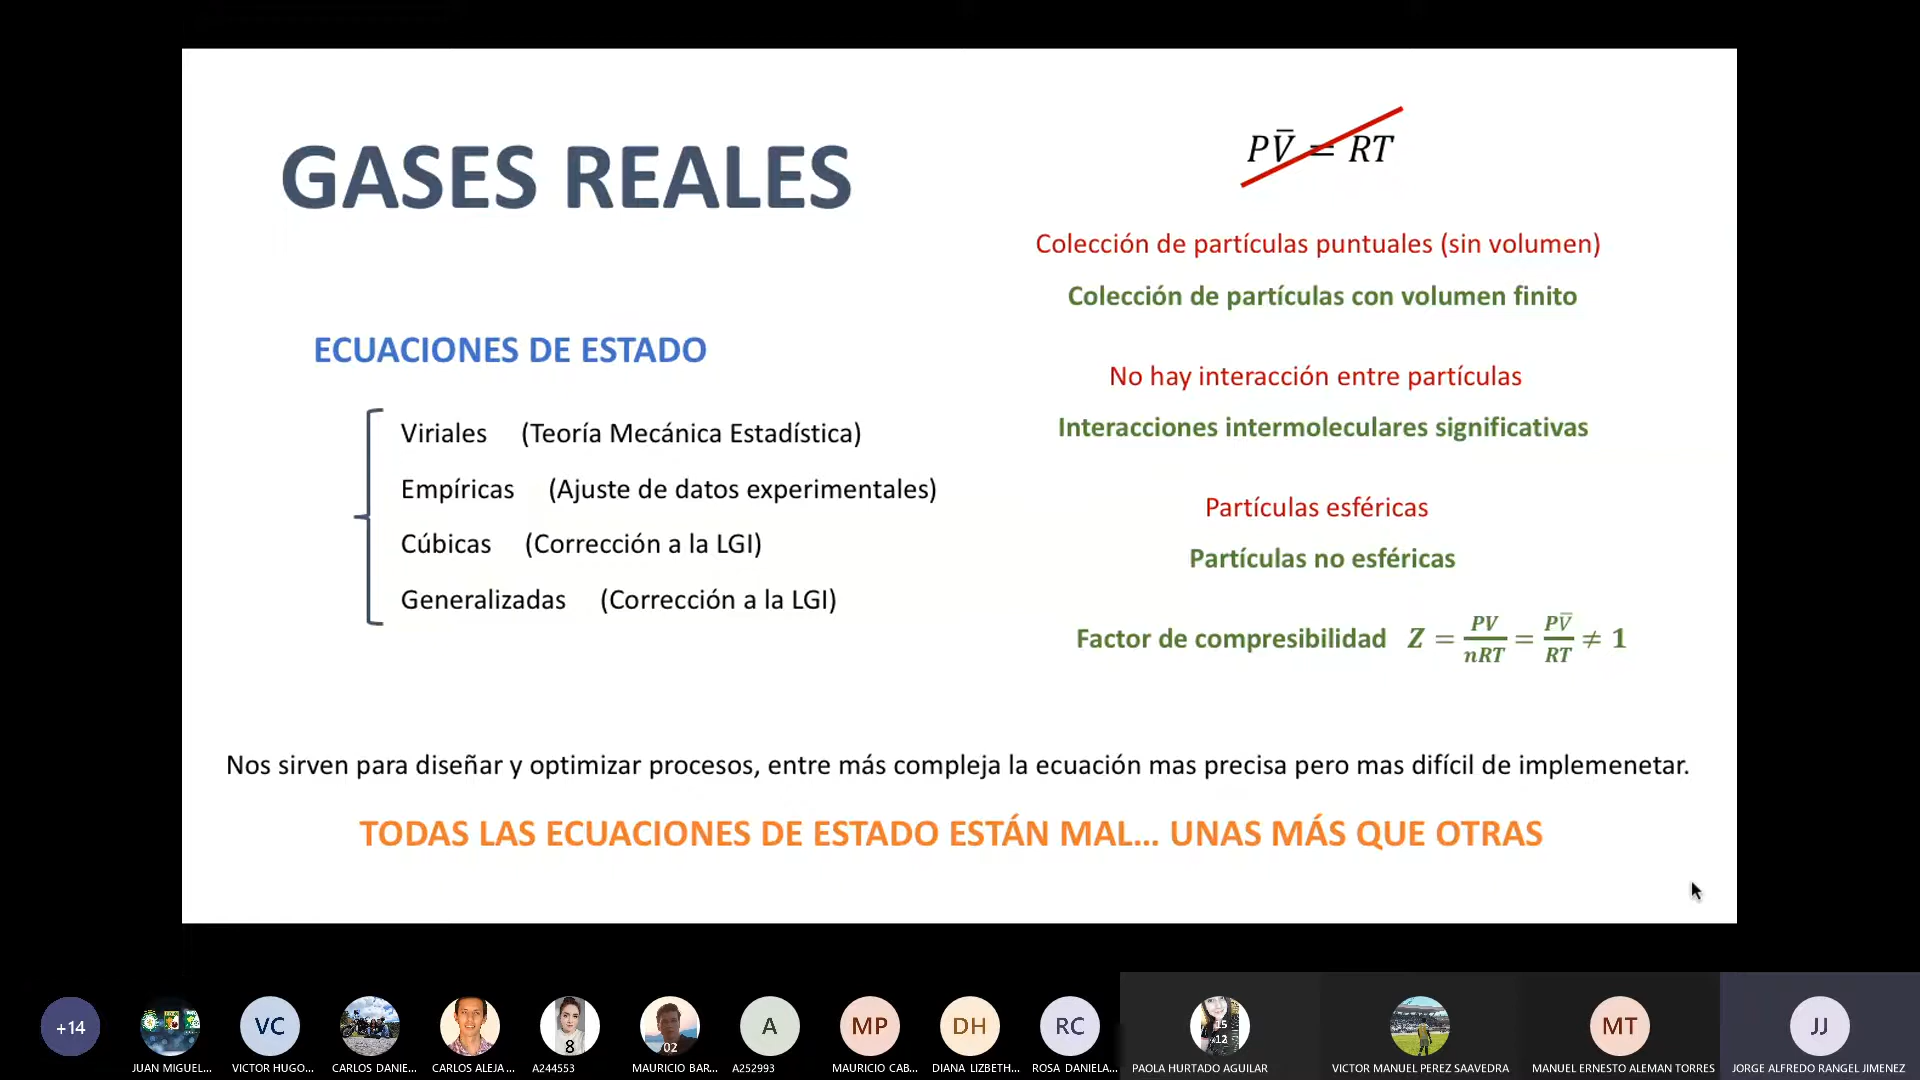 GASES REALES
PV̄ = RT
Colección de partículas puntuales (sin volumen)
Colección de partículas con volumen finito
ECUACIONES DE ESTADO
No hay interacción entre partículas
Interacciones intermoleculares significativas
Viriales (Teoría Mecánica Estadística)
Empíricas (Ajuste de datos experimentales)
Cúbicas (Corrección a la LGI)
Generalizadas (Corrección a la LGI)
Partículas esféricas
Partículas no esféricas
Factor de compresibilidad Z = PV/nRT = PV̄/RT ≠ 1
Nos sirven para diseñar y optimizar procesos, entre más compleja la ecuación mas precisa pero mas difícil de implemenetar.
TODAS LAS ECUACIONES DE ESTADO ESTÁN MAL... UNAS MÁS QUE OTRAS
+14
VC
8
02
A
MP
DH
RC
15
12
MT
JJ
JUAN MIGUEL...
VICTOR HUGO...
CARLOS DANIE...
CARLOS ALEJA...
A244553
MAURICIO BAR...
A252993
MAURICIO CAB...
DIANA LIZBETH...
ROSA DANIELA...
PAOLA HURTADO AGUILAR
VICTOR MANUEL PEREZ SAAVEDRA
MANUEL ERNESTO ALEMAN TORRES
JORGE ALFREDO RANGEL JIMENEZ